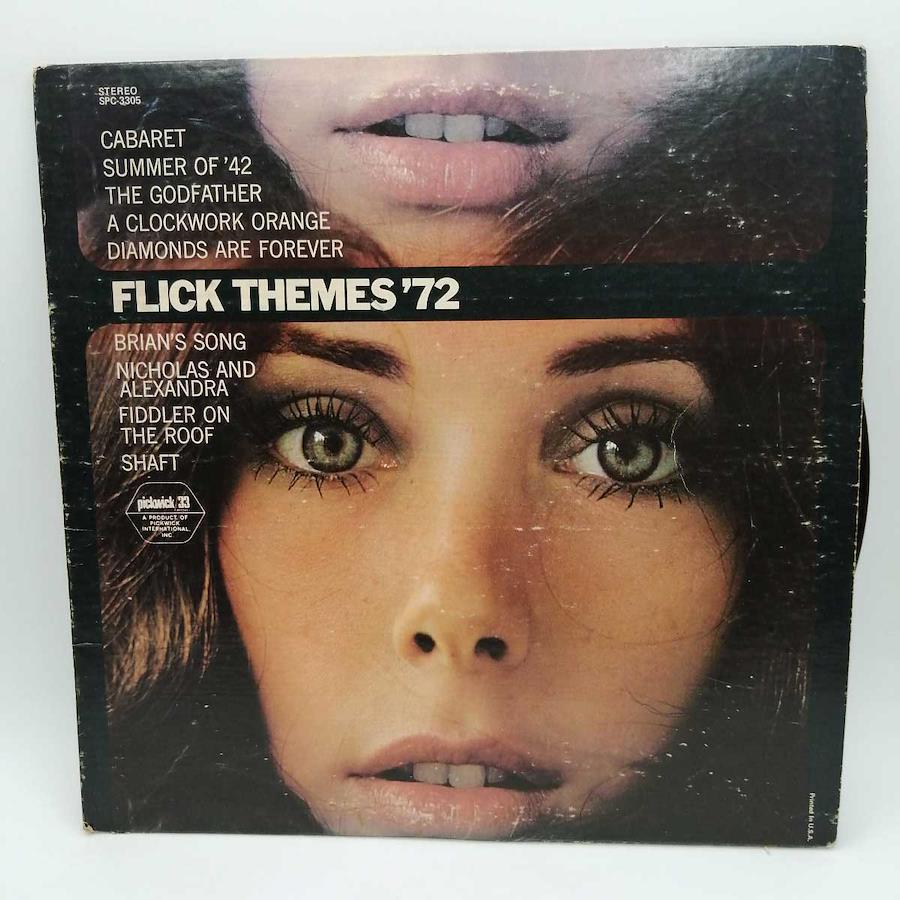 STEREO
SPC-3305
CABARET
SUMMER OF '42
THE GODFATHER
A CLOCKWORK ORANGE
DIAMONDS ARE FOREVER
FLICK THEMES '72
BRIAN'S SONG
NICHOLAS AND
ALEXANDRA
FIDDLER ON
THE ROOF
SHAFT
pickwick/33
A PRODUCT OF
PICKWICK
INTERNATIONAL,
INC.
Printed in U.S.A.